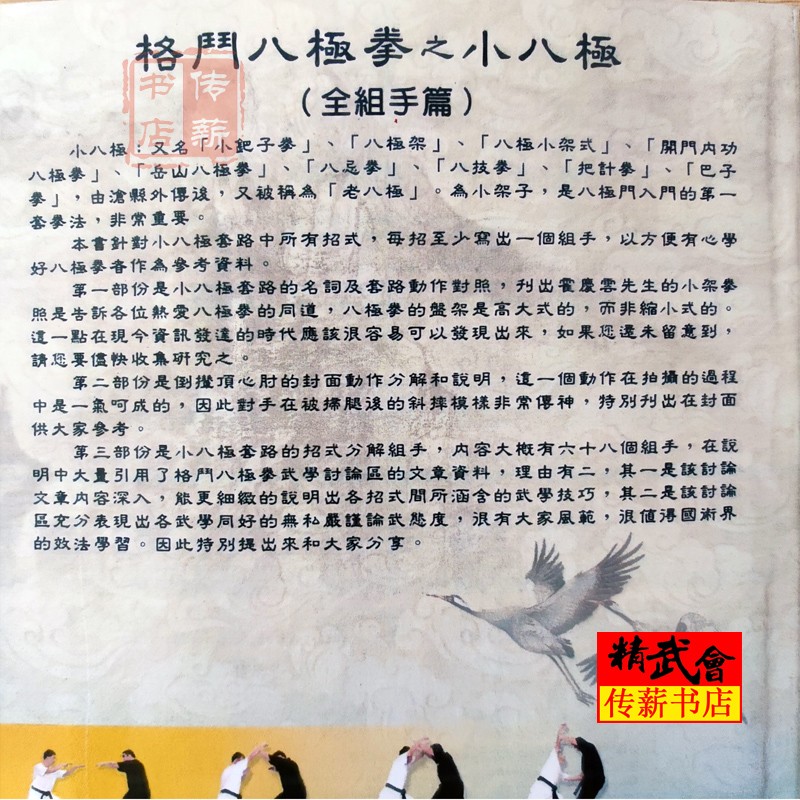 格鬥八極拳之小八極
(全組手篇)
小八極：又名「小鈀子拳」、「八極架」、「八極小架式」、「開門內功
八極拳」、「岳山八極拳」、「八忌拳」、「八技拳」、「把計拳」、「巴子
拳」，由滄縣外傳後，又被稱為「老八極」。為小架子，是八極門入門的第一
套拳法，非常重要。
本書針對小八極套路中所有招式，每招至少寫出一個組手，以方便有心學
好八極拳者作為參考資料。
第一部份是小八極套路的名詞及套路動作對照，刊出霍慶雲先生的小架拳
照是告訴各位熱愛八極拳的同道，八極拳的盤架是高大式的，而非縮小式的。
這一點在現今資訊發達的時代應該很容易可以發現出來，如果您還未留意到，
請您要儘快收集研究之。
第二部份是倒攆頂心肘的封面動作分解和說明，這一個動作在拍攝的過程
中是一氣呵成的，因此對手在被掃腿後的斜摔模樣非常傳神，特別刊出在封面
供大家參考。
第三部份是小八極套路的招式分解組手，內容大概有六十八個組手，在說
明中大量引用了格鬥八極拳武學討論區的文章資料，理由有二，其一是該討論
文章內容深入，能更細緻的說明出各招式間所涵含的武學技巧，其二是該討論
區充分表現出各武學同好的無私嚴謹論武態度，很有大家風範，很值得國術界
的效法學習。因此特別提出來和大家分享。
传薪
书店
精武會
传薪书店